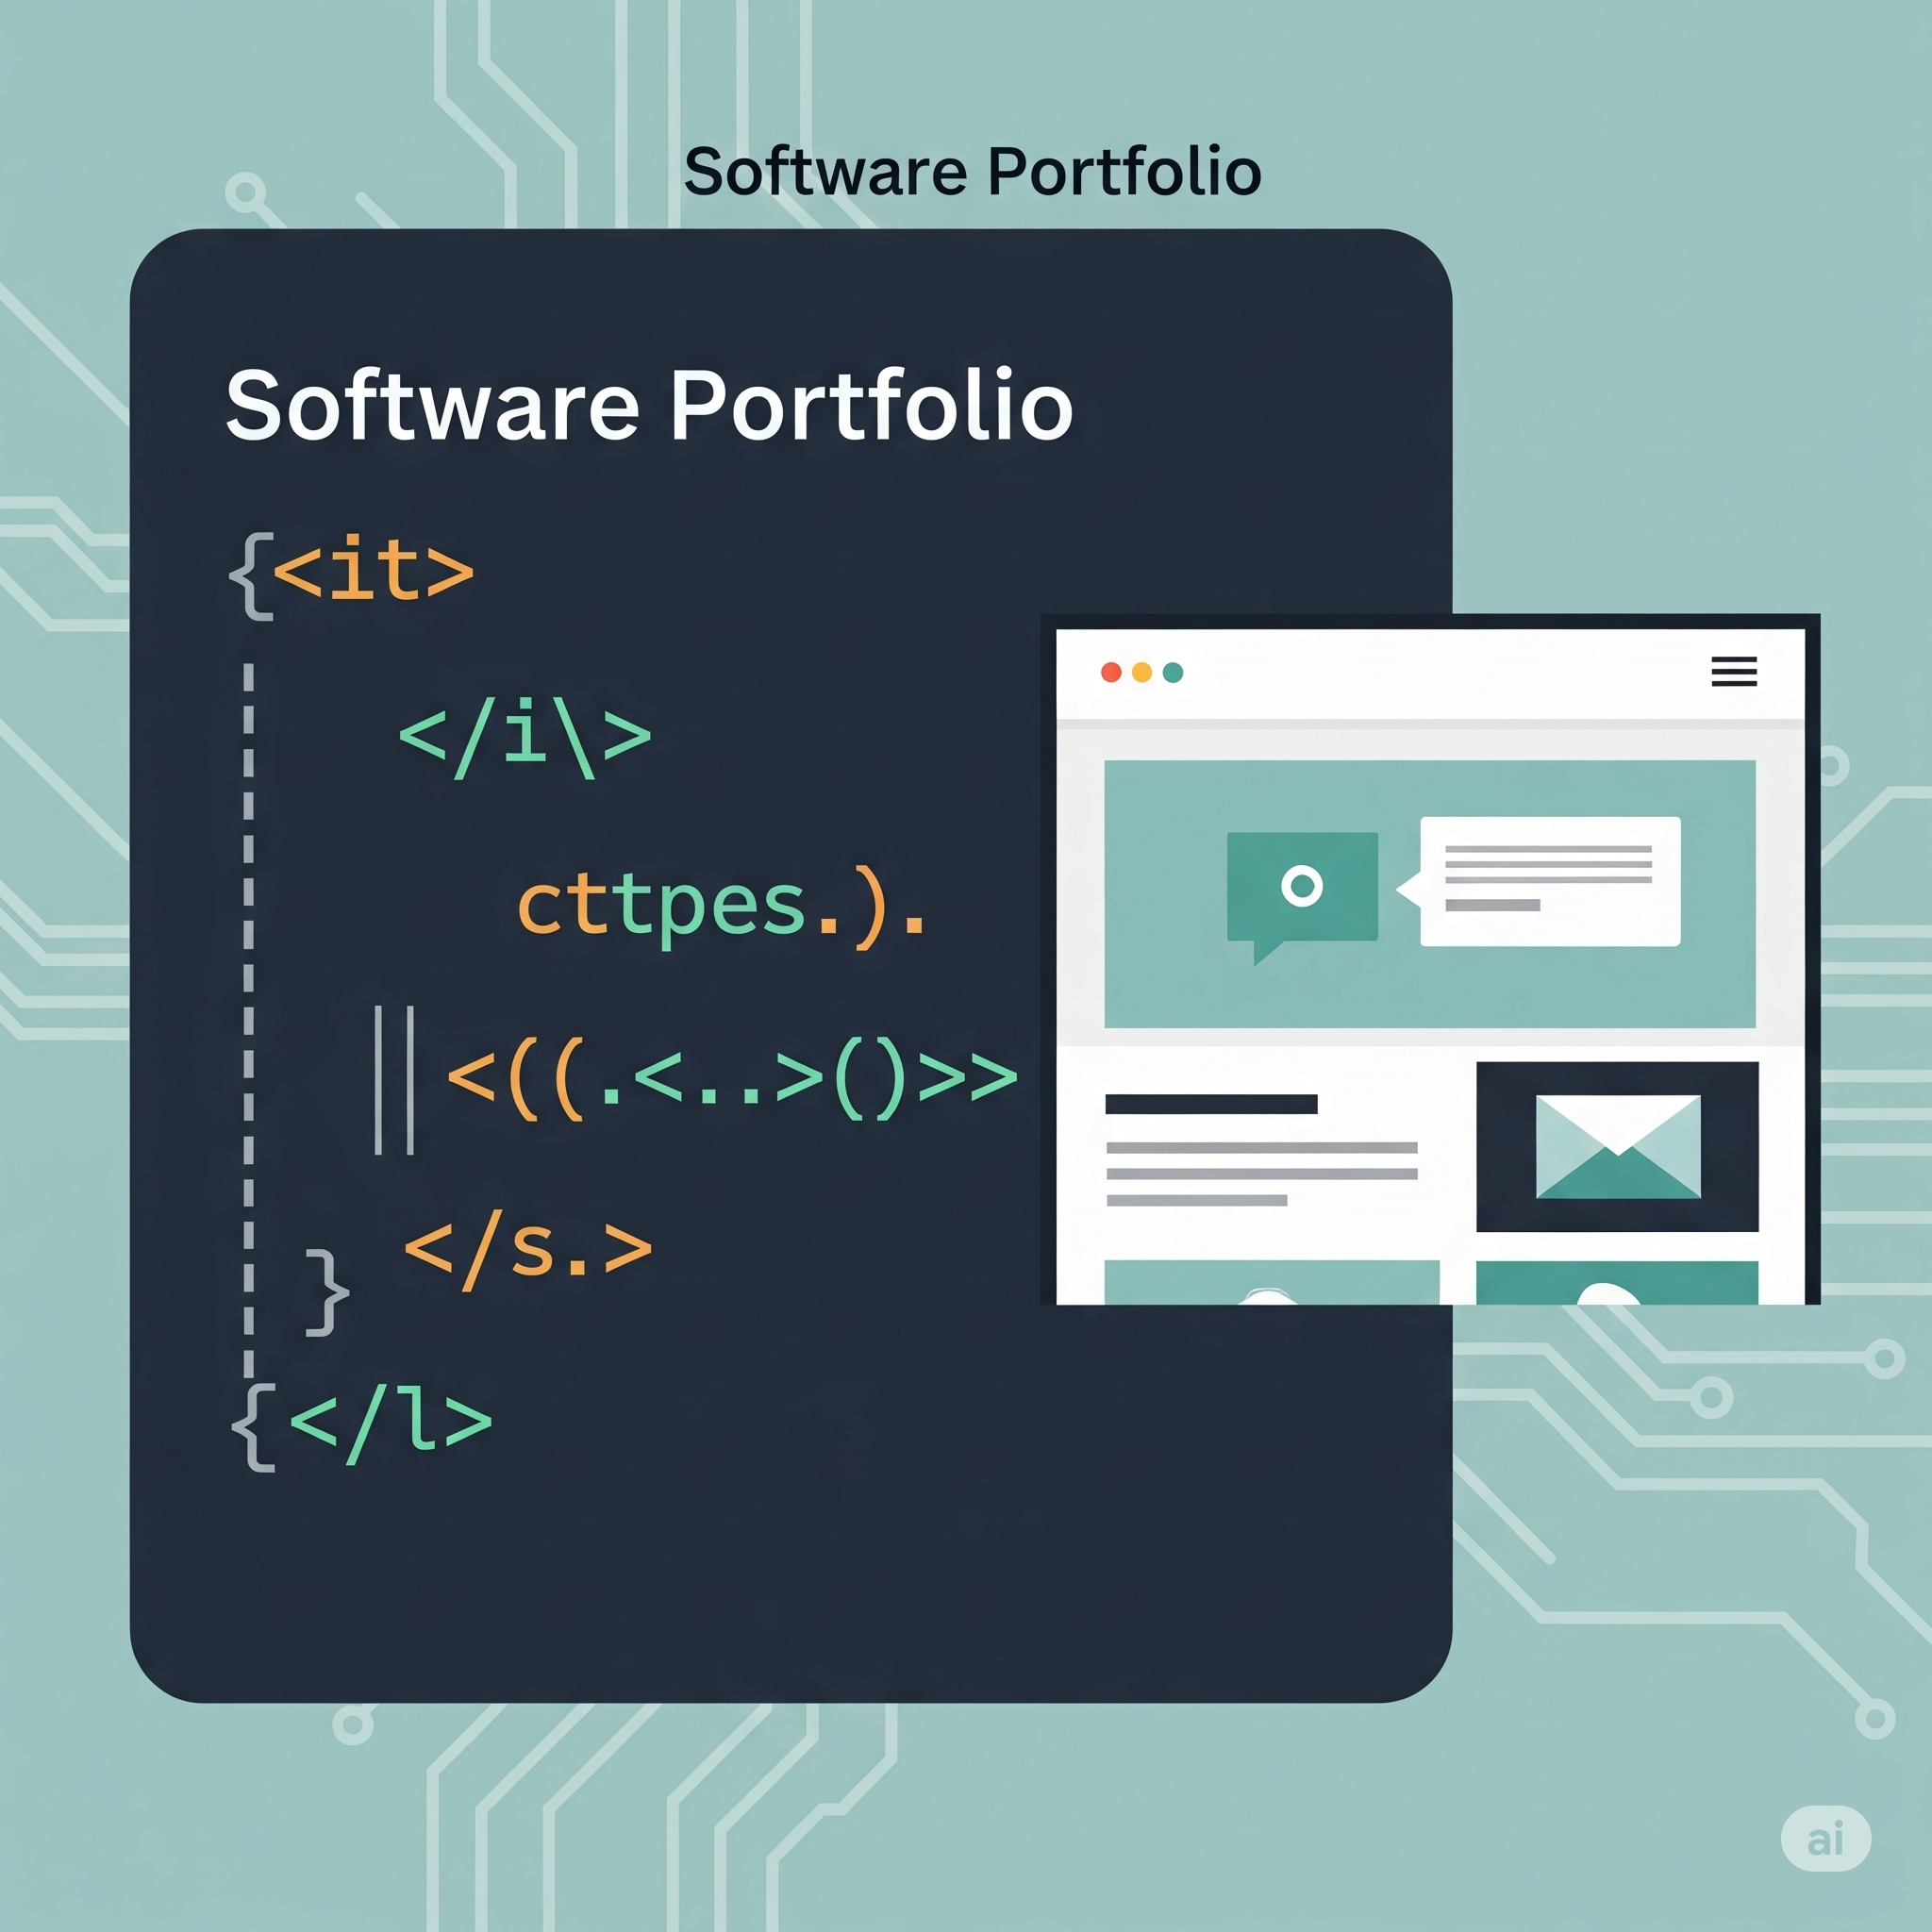 Software Portfolio
Software Portfolio
{<it>
</i\>
cttpes.).
||<((.<..>()>>
} </s.>
{</l>
ai